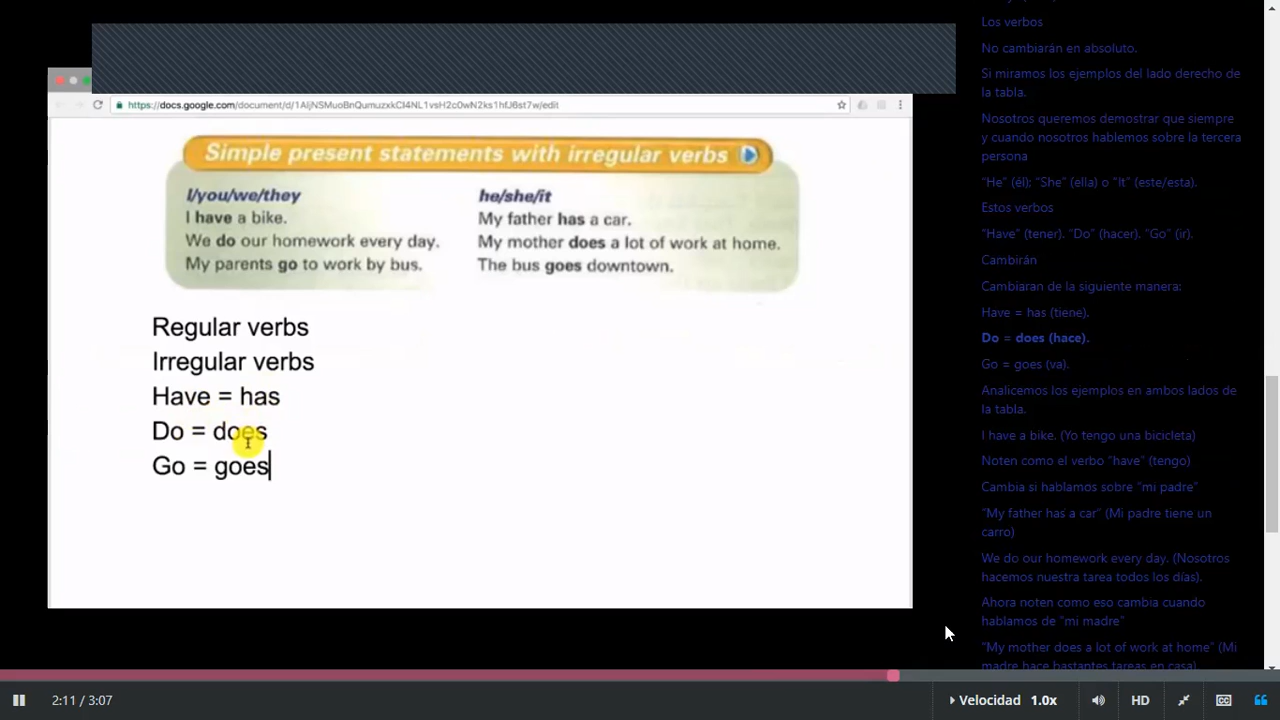 https://docs.google.com/document/d/1AljNSMuoBnQumuzxkCl4NL1vsH2c0wN2ks1hfJ6st7w/edit
Simple present statements with irregular verbs
I/you/we/they
I have a bike.
We do our homework every day.
My parents go to work by bus.
he/she/it
My father has a car.
My mother does a lot of work at home.
The bus goes downtown.
Regular verbs
Irregular verbs
Have = has
Do = does
Go = goes
Los verbos
No cambiarán en absoluto.
Si miramos los ejemplos del lado derecho de
la tabla.
Nosotros queremos demostrar que siempre
y cuando nosotros hablemos sobre la tercera
persona
"He" (él); "She" (ella) o "It" (este/esta).
Estos verbos
"Have" (tener). "Do" (hacer). "Go" (ir).
Cambirán
Cambiaran de la siguiente manera:
Have = has (tiene).
Do = does (hace).
Go = goes (va).
Analicemos los ejemplos en ambos lados de
la tabla.
I have a bike. (Yo tengo una bicicleta)
Noten como el verbo "have" (tengo)
Cambia si hablamos sobre "mi padre"
"My father has a car" (Mi padre tiene un
carro)
We do our homework every day. (Nosotros
hacemos nuestra tarea todos los días).
Ahora noten como eso cambia cuando
hablamos de "mi madre"
"My mother does a lot of work at home" (Mi
madre hace bastantes tareas en casa)
2:11 / 3:07
Velocidad 1.0x
HD
CC